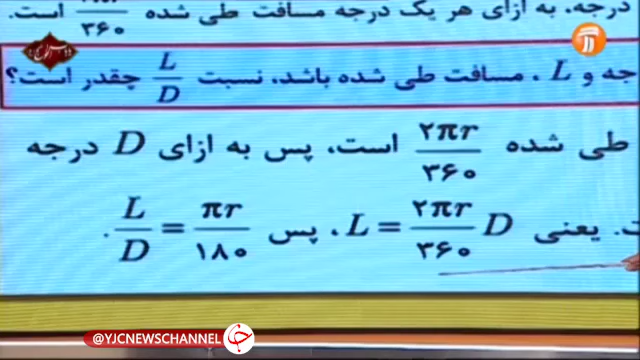 درجه، به ازای هر یک درجه مسافت طی شده ۳۶۰ است.
جه و L ، مسافت طی شده باشد، نسبت L/D چقدر است؟
طی شده ۲πr/۳۶۰ است، پس به ازای D درجه
ت. یعنی L = ۲πr/۳۶۰ D ، پس L/D = πr/۱۸۰ .
@YJCNEWSCHANNEL